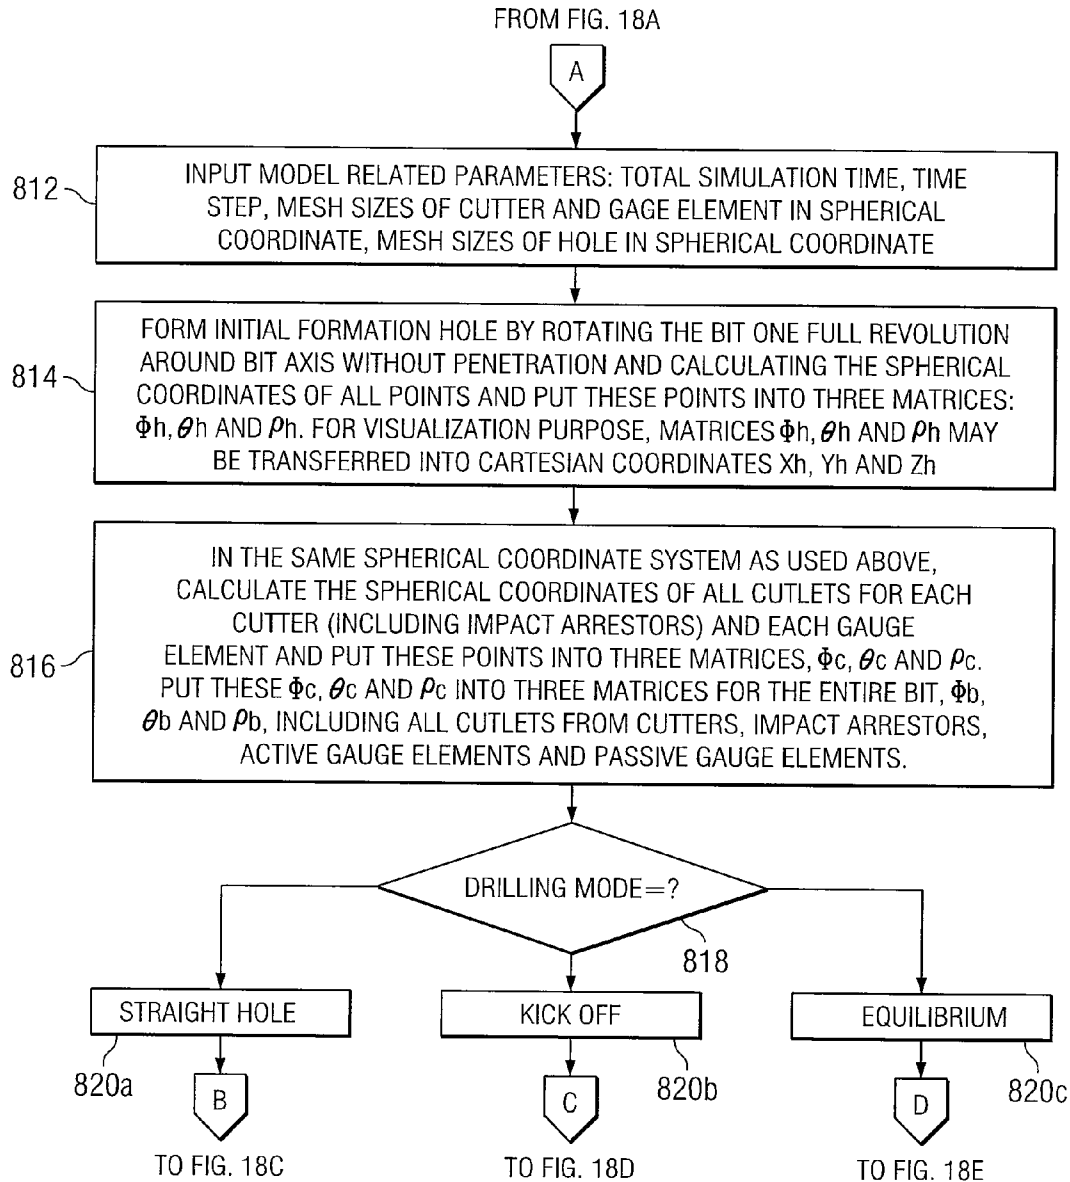 FROM FIG. 18A
A
812
INPUT MODEL RELATED PARAMETERS: TOTAL SIMULATION TIME, TIME
STEP, MESH SIZES OF CUTTER AND GAGE ELEMENT IN SPHERICAL
COORDINATE, MESH SIZES OF HOLE IN SPHERICAL COORDINATE
814
FORM INITIAL FORMATION HOLE BY ROTATING THE BIT ONE FULL REVOLUTION
AROUND BIT AXIS WITHOUT PENETRATION AND CALCULATING THE SPHERICAL
COORDINATES OF ALL POINTS AND PUT THESE POINTS INTO THREE MATRICES:
Φh, θh AND ρh. FOR VISUALIZATION PURPOSE, MATRICES Φh, θh AND ρh MAY
BE TRANSFERRED INTO CARTESIAN COORDINATES Xh, Yh AND Zh
816
IN THE SAME SPHERICAL COORDINATE SYSTEM AS USED ABOVE,
CALCULATE THE SPHERICAL COORDINATES OF ALL CUTLETS FOR EACH
CUTTER (INCLUDING IMPACT ARRESTORS) AND EACH GAUGE
ELEMENT AND PUT THESE POINTS INTO THREE MATRICES, Φc, θc AND ρc.
PUT THESE Φc, θc AND ρc INTO THREE MATRICES FOR THE ENTIRE BIT, Φb,
θb AND ρb, INCLUDING ALL CUTLETS FROM CUTTERS, IMPACT ARRESTORS,
ACTIVE GAUGE ELEMENTS AND PASSIVE GAUGE ELEMENTS.
DRILLING MODE=?
818
STRAIGHT HOLE
KICK OFF
EQUILIBRIUM
820a
820b
820c
B
C
D
TO FIG. 18C
TO FIG. 18D
TO FIG. 18E